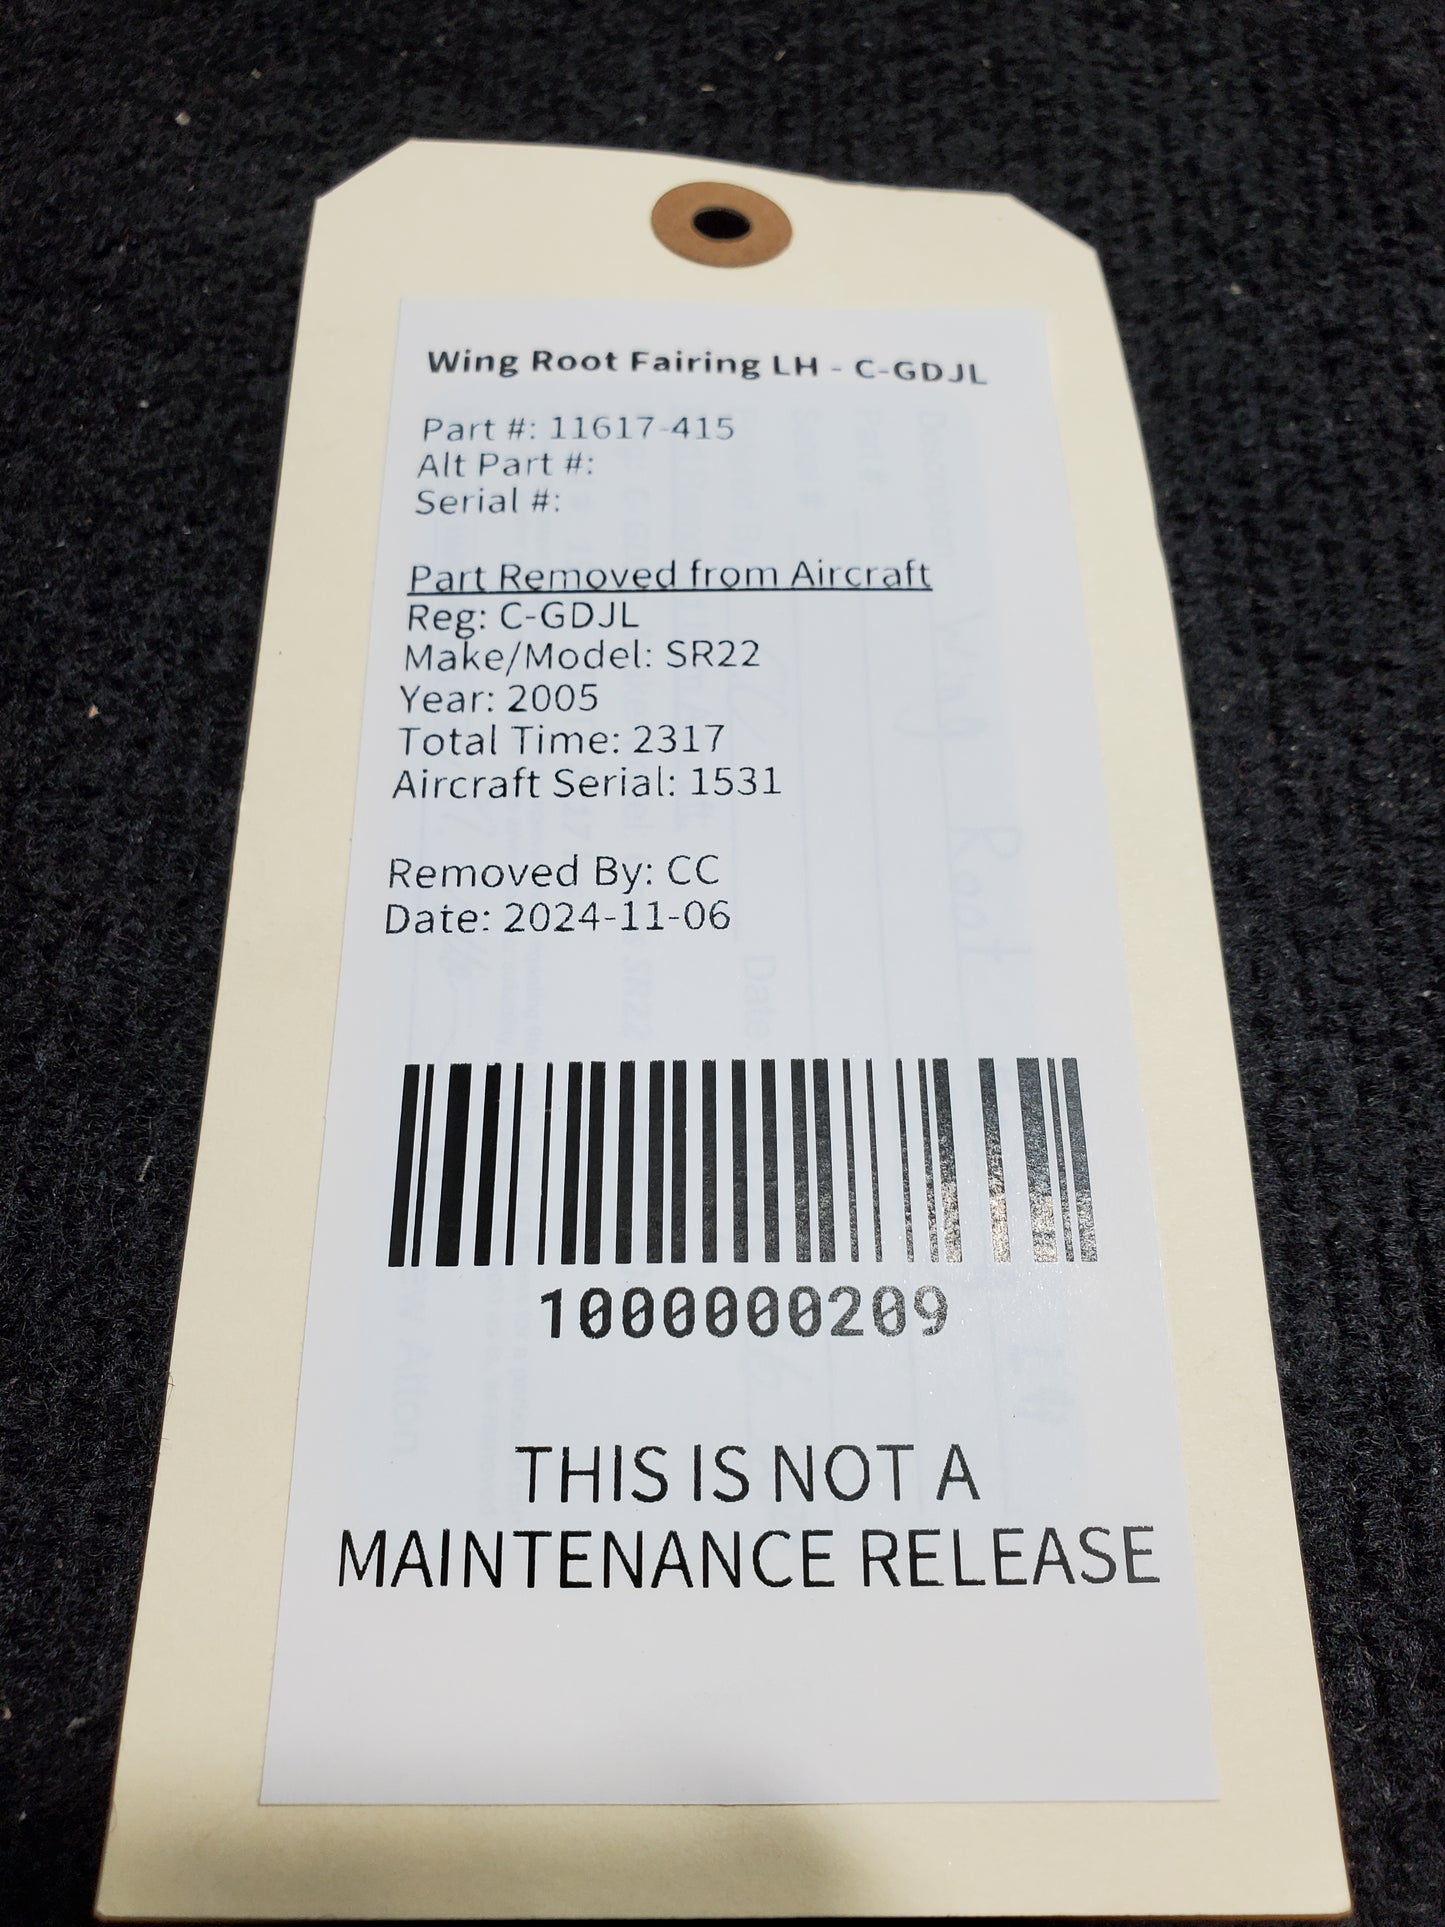 Wing Root Fairing LH - C-GDJL
Part #: 11617-415
Alt Part #:
Serial #:
Part Removed from Aircraft
Reg: C-GDJL
Make/Model: SR22
Year: 2005
Total Time: 2317
Aircraft Serial: 1531
Removed By: CC
Date: 2024-11-06
1000000209
THIS IS NOT A
MAINTENANCE RELEASE